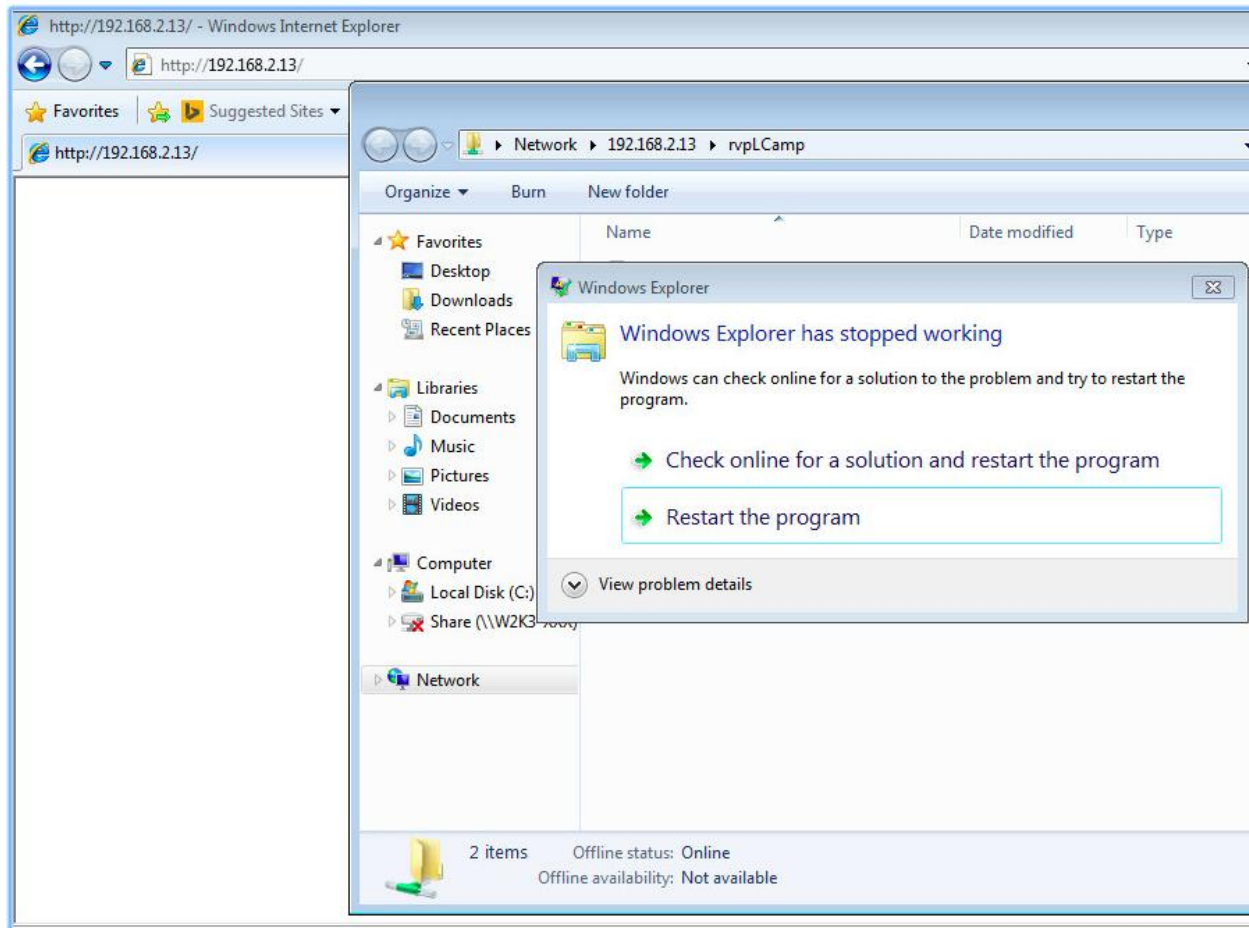 http://192.168.2.13/ - Windows Internet Explorer
http://192.168.2.13/
Favorites Suggested Sites
http://192.168.2.13/
Network 192.168.2.13 rvpLCamp
Organize Burn New folder
Name Date modified Type
Favorites
Desktop
Downloads
Recent Places
Libraries
Documents
Music
Pictures
Videos
Computer
Local Disk (C:)
Share (\\W2K3-XXX)
Network
Windows Explorer
Windows Explorer has stopped working
Windows can check online for a solution to the problem and try to restart the
program.
Check online for a solution and restart the program
Restart the program
View problem details
2 items Offline status: Online
Offline availability: Not available